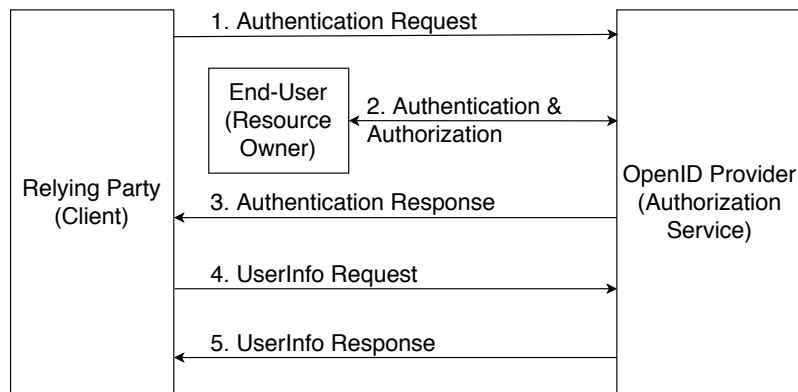 1. Authentication Request
End-User
(Resource
Owner)
2. Authentication &
Authorization
Relying Party
(Client)
OpenID Provider
(Authorization
Service)
3. Authentication Response
4. UserInfo Request
5. UserInfo Response